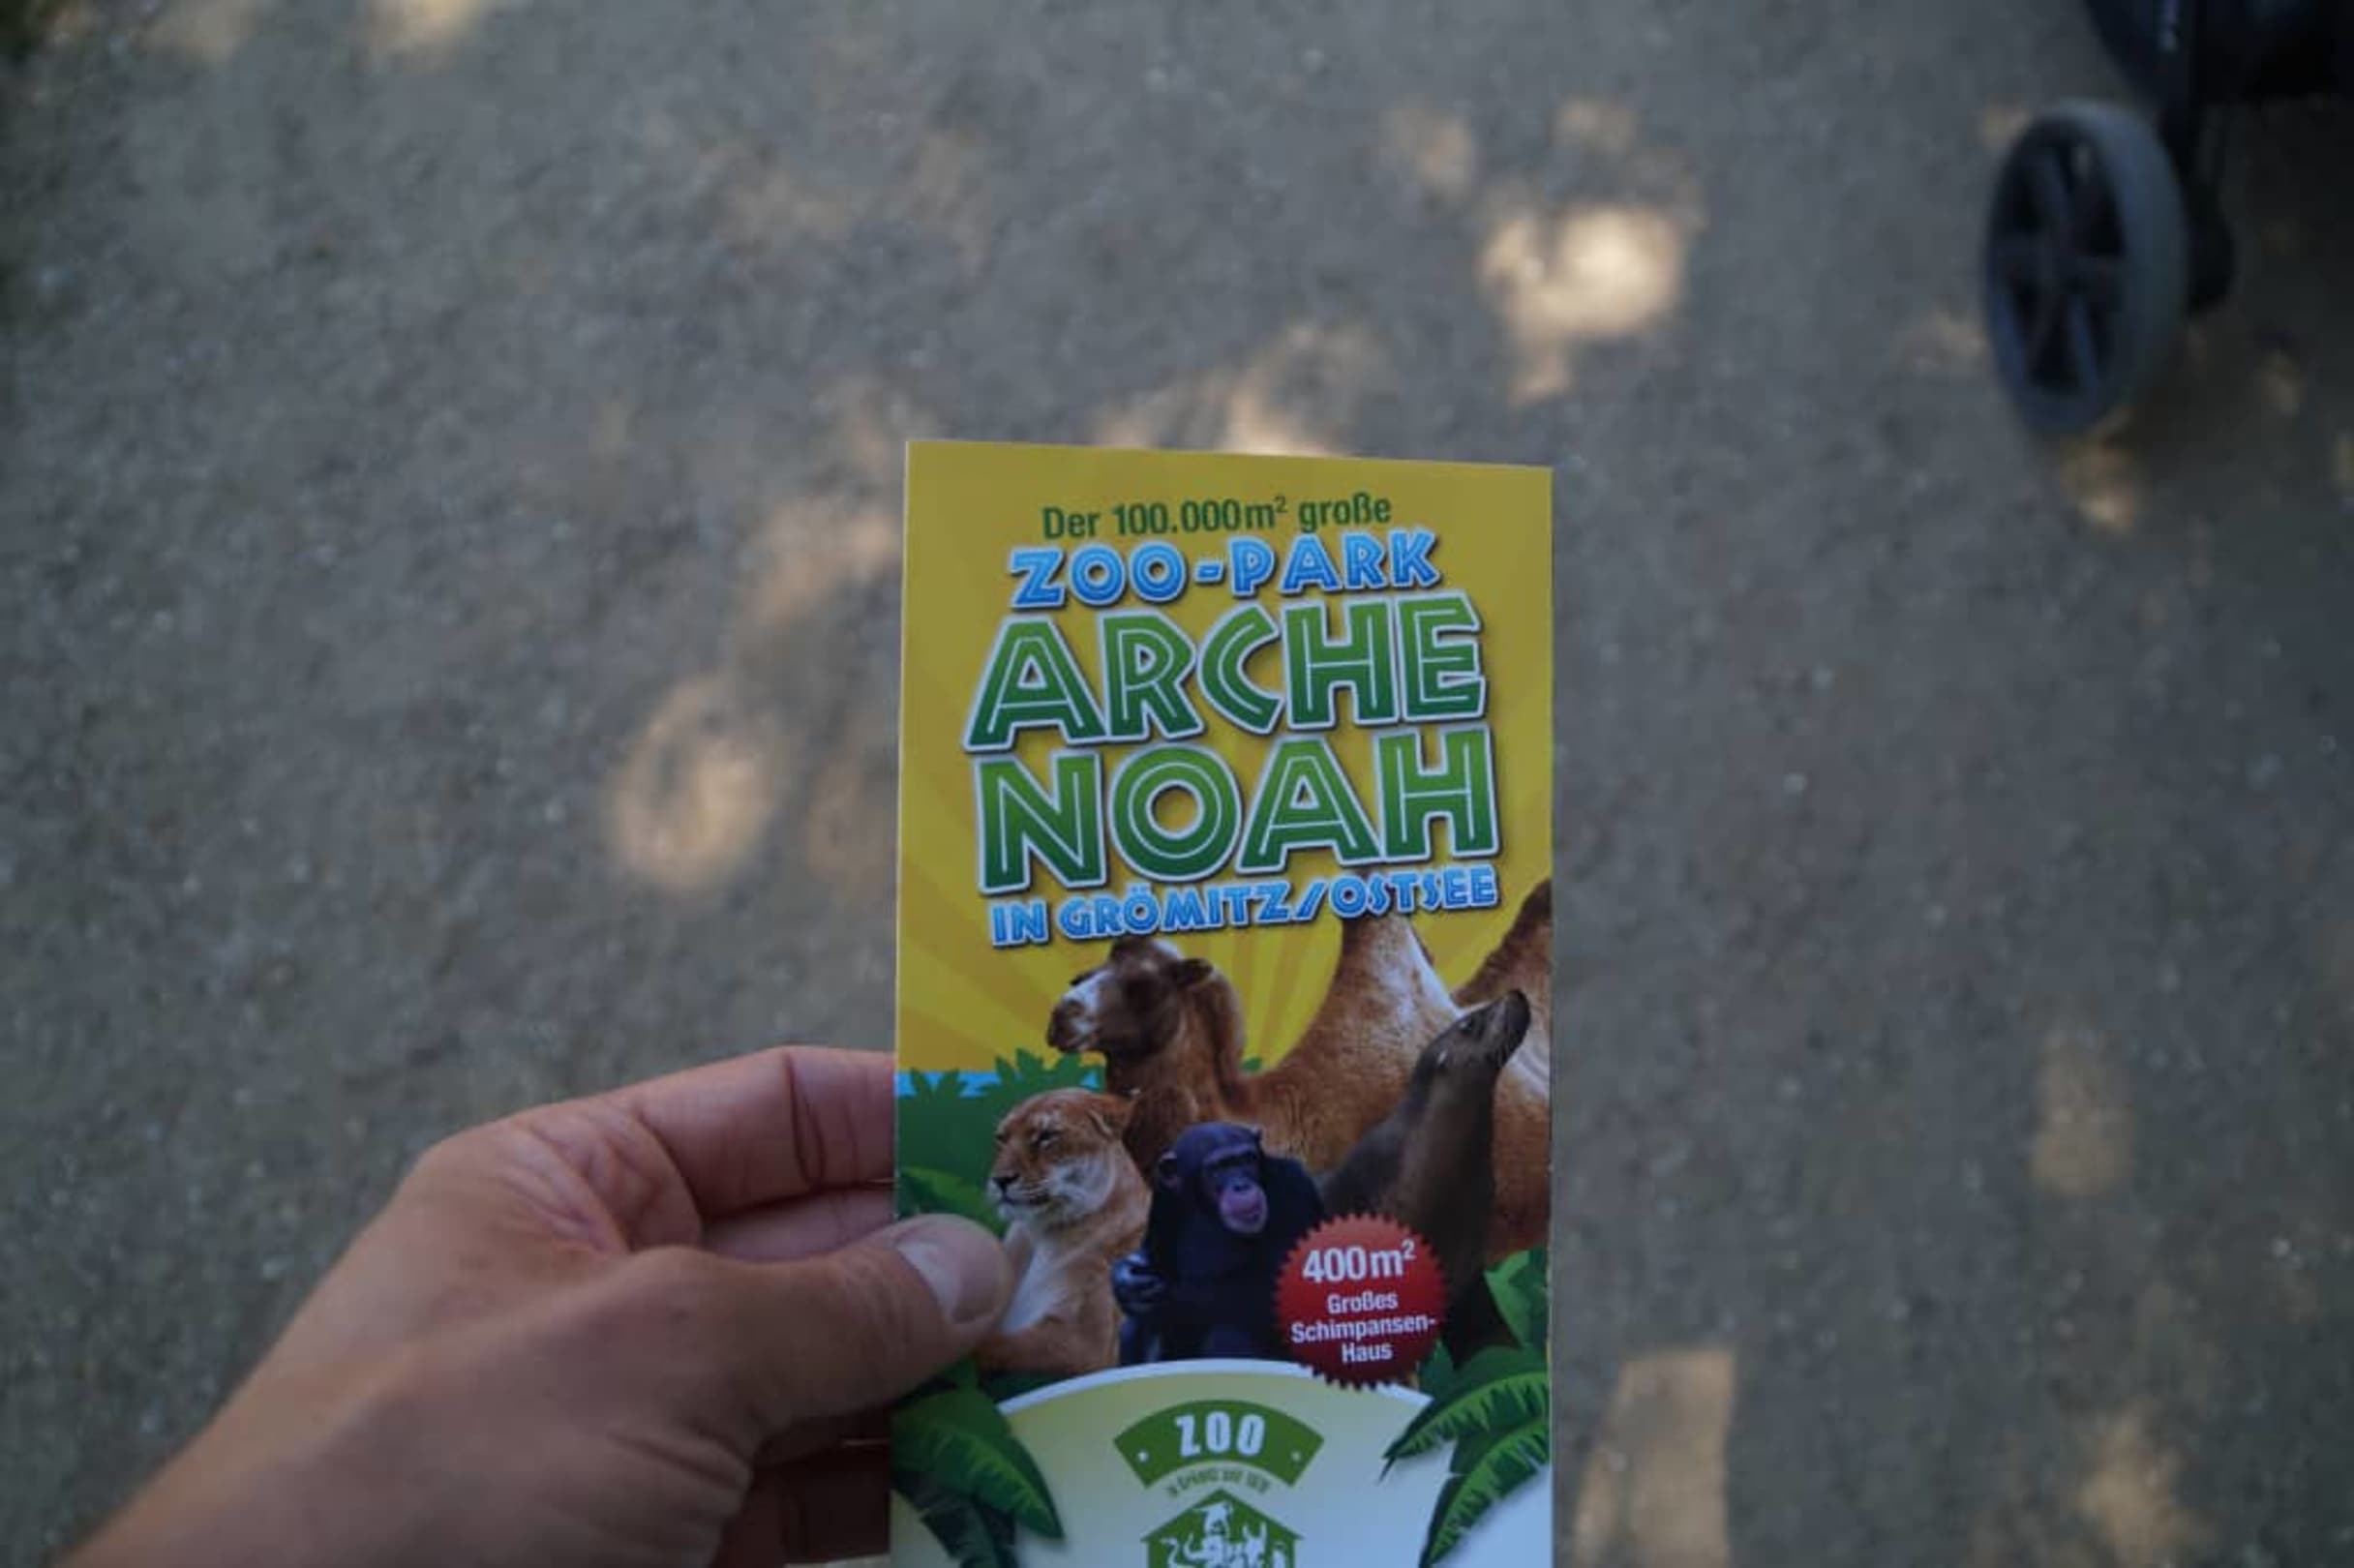 Der 100.000m² große
ZOO-PARK
ARCHE
NOAH
IN GRÖMITZ/OSTSEE
400m²
Großes
Schimpansen-
Haus
ZOO